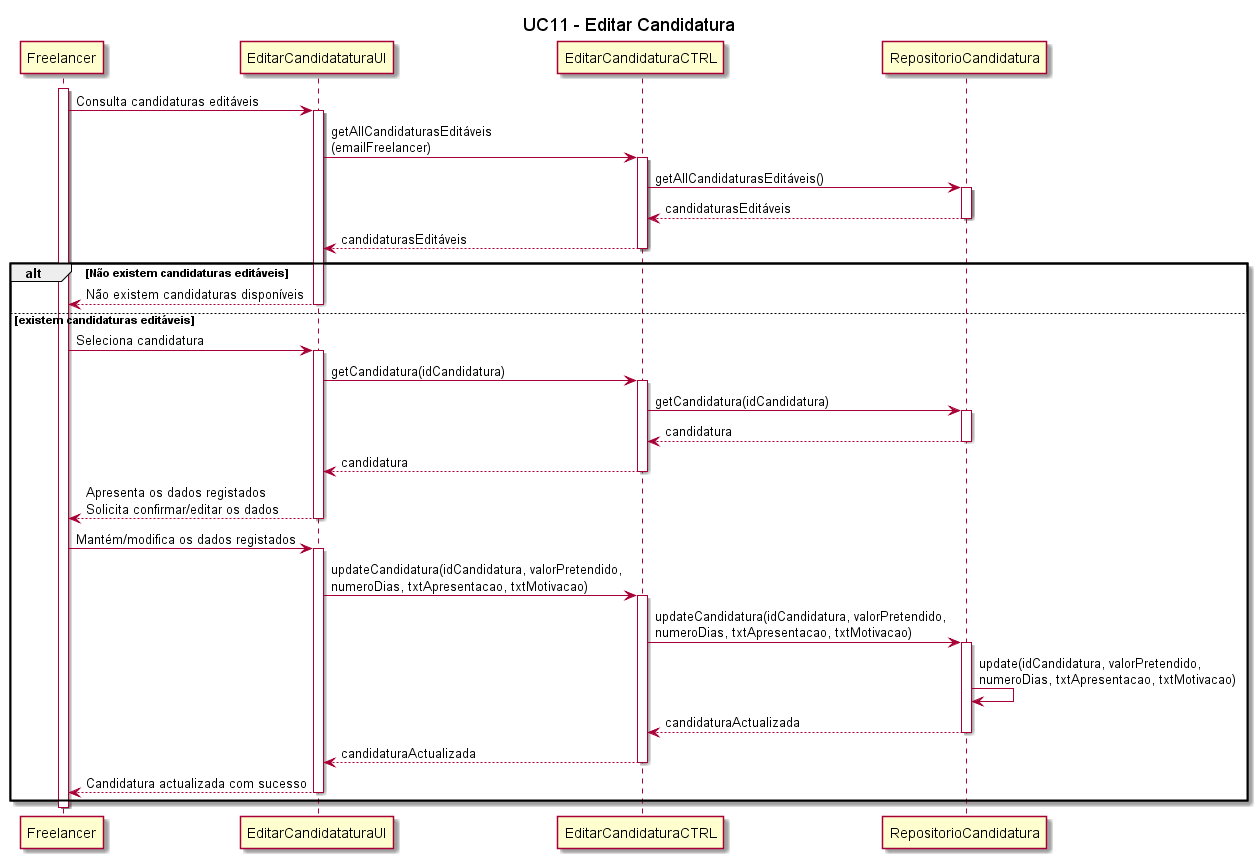 UC11 - Editar Candidatura
Freelancer
EditarCandidataturaUI
EditarCandidaturaCTRL
RepositorioCandidatura
Consulta candidaturas editáveis
getAllCandidaturasEditáveis
(emailFreelancer)
getAllCandidaturasEditáveis()
candidaturasEditáveis
candidaturasEditáveis
alt
[Não existem candidaturas editáveis]
Não existem candidaturas disponíveis
[existem candidaturas editáveis]
Seleciona candidatura
getCandidatura(idCandidatura)
getCandidatura(idCandidatura)
candidatura
candidatura
Apresenta os dados registados
Solicita confirmar/editar os dados
Mantém/modifica os dados registados
updateCandidatura(idCandidatura, valorPretendido,
numeroDias, txtApresentacao, txtMotivacao)
updateCandidatura(idCandidatura, valorPretendido,
numeroDias, txtApresentacao, txtMotivacao)
update(idCandidatura, valorPretendido,
numeroDias, txtApresentacao, txtMotivacao)
candidaturaActualizada
candidaturaActualizada
Candidatura actualizada com sucesso
Freelancer
EditarCandidataturaUI
EditarCandidaturaCTRL
RepositorioCandidatura